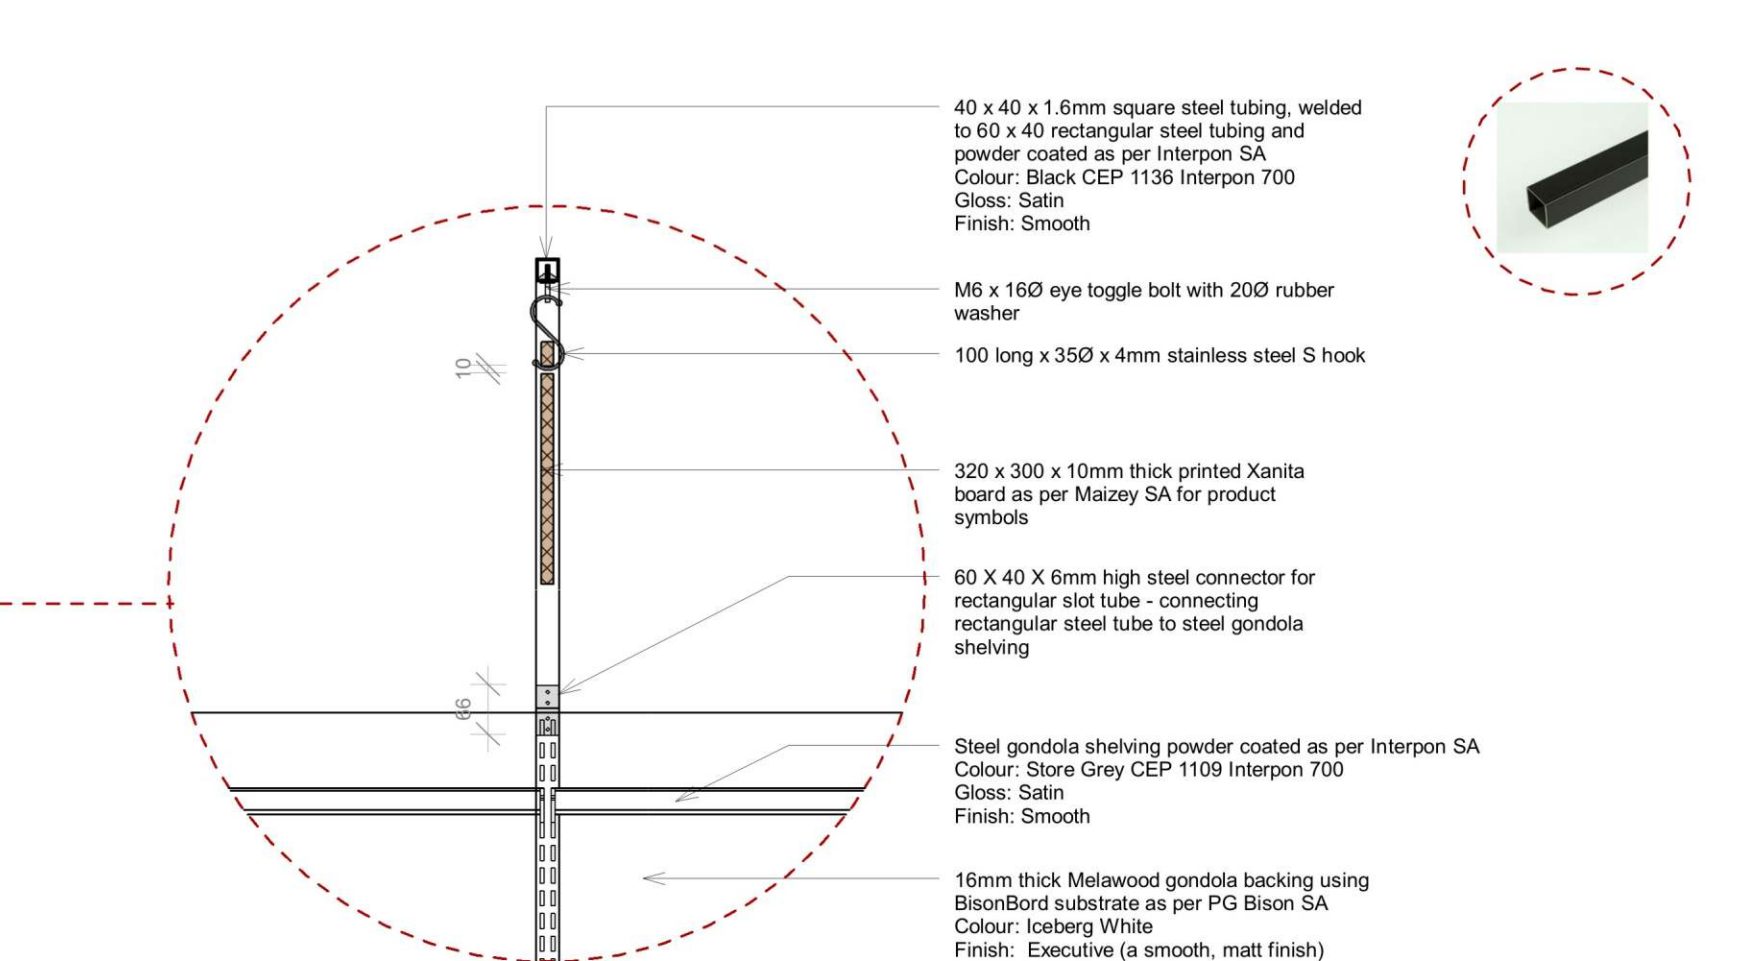 40 x 40 x 1.6mm square steel tubing, welded
to 60 x 40 rectangular steel tubing and
powder coated as per Interpon SA
Colour: Black CEP 1136 Interpon 700
Gloss: Satin
Finish: Smooth
M6 x 16Ø eye toggle bolt with 20Ø rubber
washer
100 long x 35Ø x 4mm stainless steel S hook
10
320 x 300 x 10mm thick printed Xanita
board as per Maizey SA for product
symbols
60 X 40 X 6mm high steel connector for
rectangular slot tube - connecting
rectangular steel tube to steel gondola
shelving
66
Steel gondola shelving powder coated as per Interpon SA
Colour: Store Grey CEP 1109 Interpon 700
Gloss: Satin
Finish: Smooth
16mm thick Melawood gondola backing using
BisonBord substrate as per PG Bison SA
Colour: Iceberg White
Finish:  Executive (a smooth, matt finish)